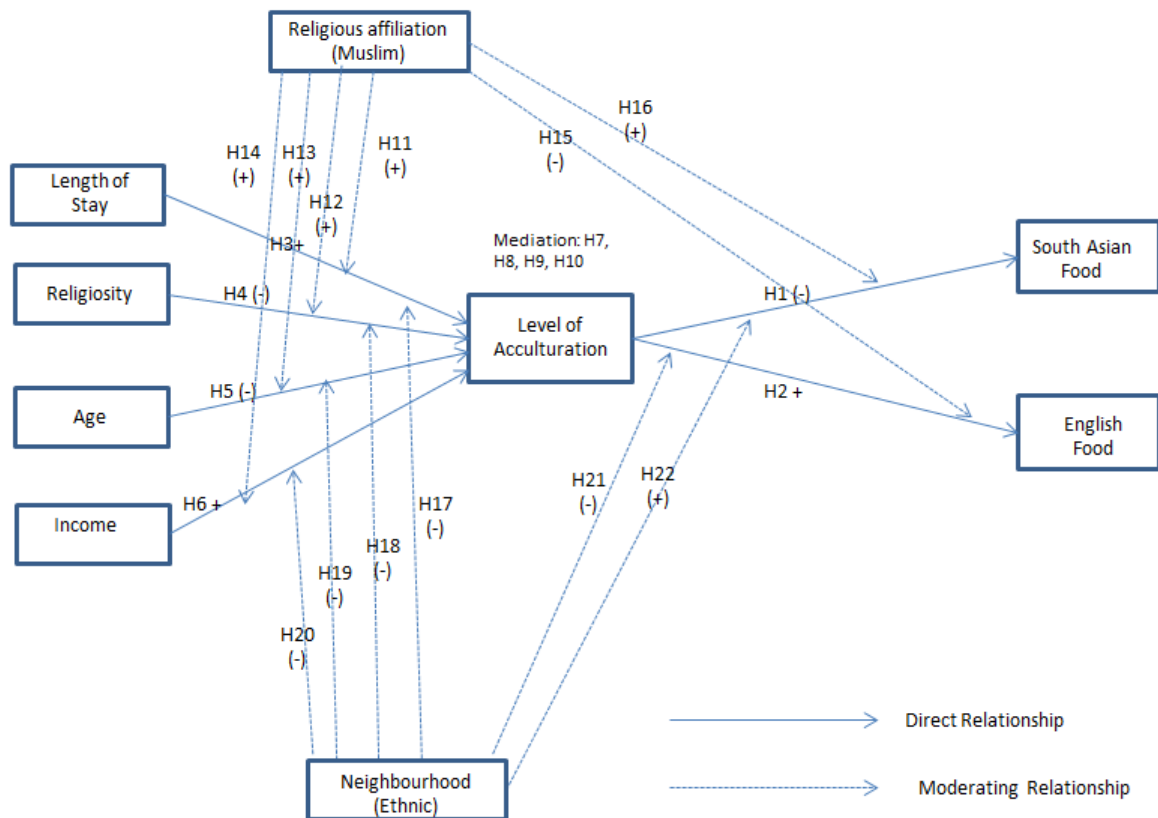 Religious affiliation
(Muslim)
H16
(+)
H15
(-)
H11
(+)
H14
(+)
H13
(+)
H12
(+)
Length of
Stay
H3+
Mediation: H7,
H8, H9, H10
South Asian
Food
Religiosity
H4 (-)
H1 (-)
Level of
Acculturation
Age
H5 (-)
H2 +
English
Food
Income
H6 +
H21
(-)
H22
(+)
H17
(-)
H18
(-)
H19
(-)
H20
(-)
Direct Relationship
Neighbourhood
(Ethnic)
Moderating Relationship